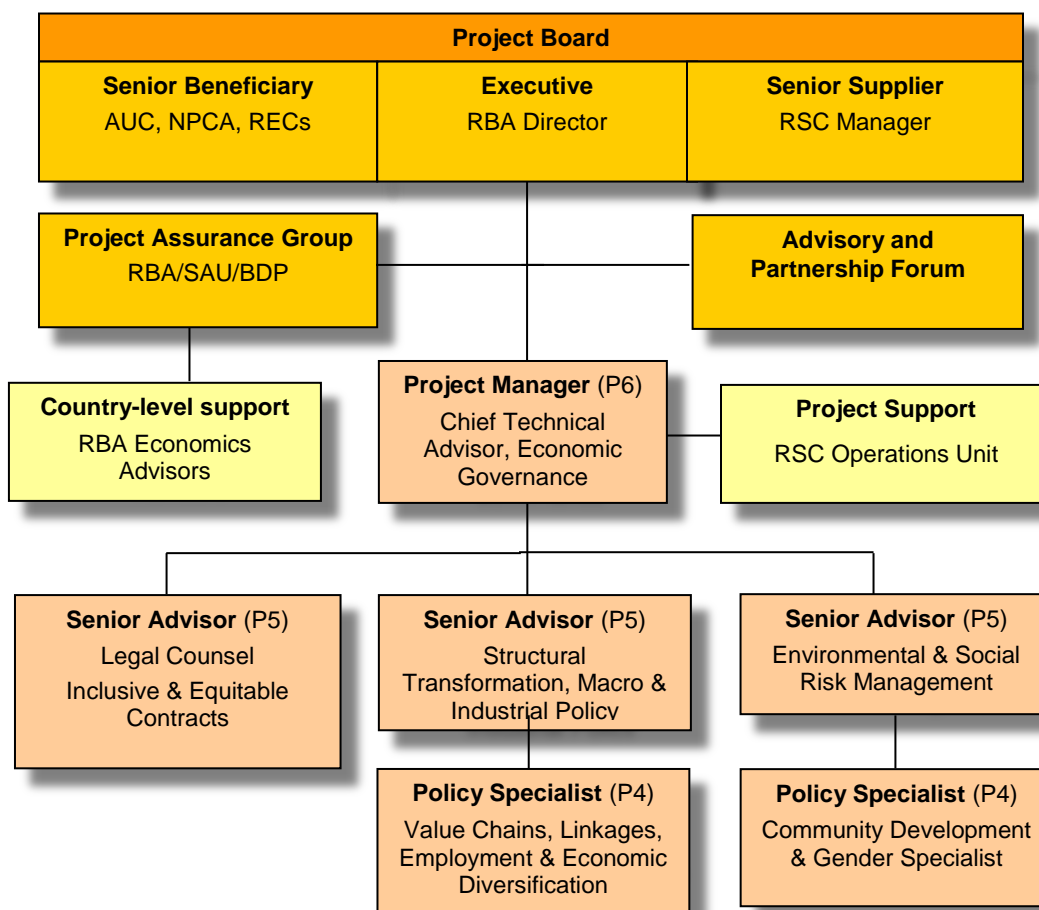 Project Board
Senior Beneficiary
AUC, NPCA, RECs
Executive
RBA Director
Senior Supplier
RSC Manager
Project Assurance Group
RBA/SAU/BDP
Advisory and
Partnership Forum
Country-level support
RBA Economics
Advisors
Project Manager (P6)
Chief Technical
Advisor, Economic
Governance
Project Support
RSC Operations Unit
Senior Advisor (P5)
Legal Counsel
Inclusive & Equitable
Contracts
Senior Advisor (P5)
Structural
Transformation, Macro &
Industrial Policy
Senior Advisor (P5)
Environmental & Social
Risk Management
Policy Specialist (P4)
Value Chains, Linkages,
Employment & Economic
Diversification
Policy Specialist (P4)
Community Development
& Gender Specialist